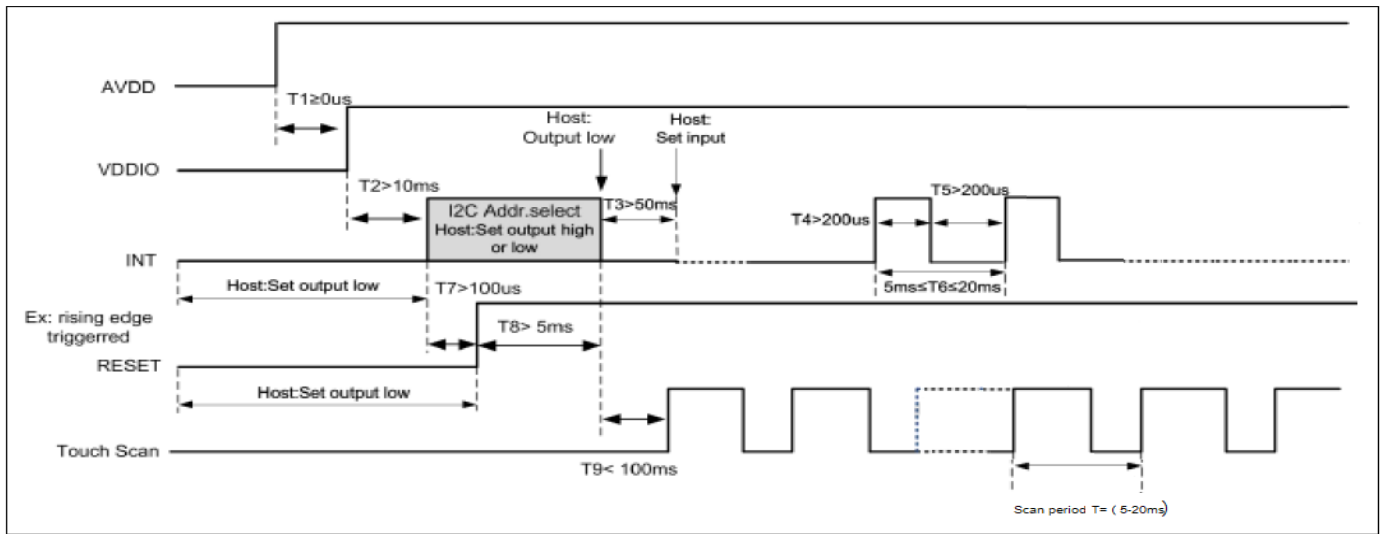 AVDD
T1≥0us
Host:
Output low
Host:
Set input
VDDIO
T2>10ms
I2C Addr.select
Host:Set output high
or low
T3>50ms
T4>200us
T5>200us
INT
5ms≤T6≤20ms
Host:Set output low
T7>100us
Ex: rising edge
triggerred
T8> 5ms
RESET
Host:Set output low
Touch Scan
T9< 100ms
Scan period T= ( 5-20ms)